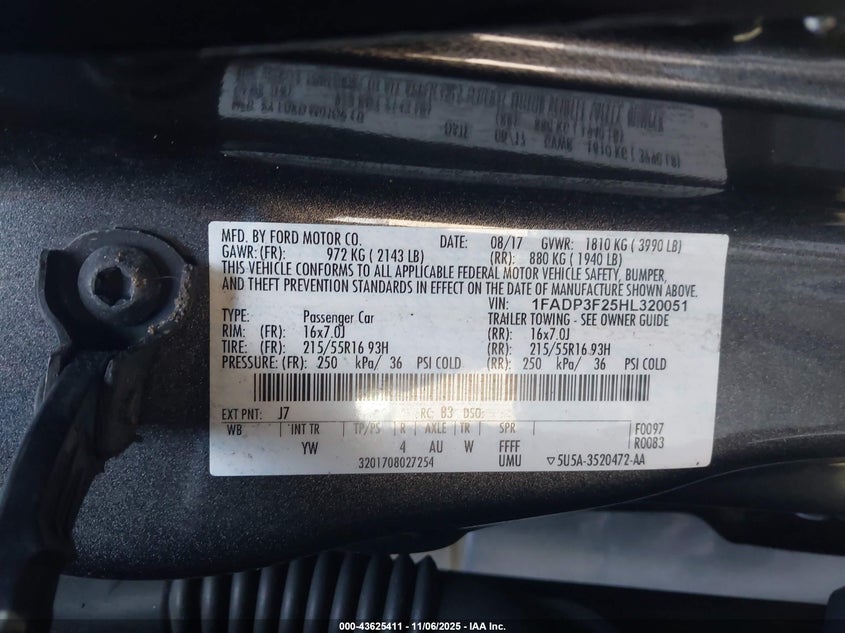 MFD. BY FORD MOTOR CO. DATE: 08/17 GVWR: 1810 KG ( 3990 LB)
GAWR: (FR): 972 KG ( 2143 LB) (RR): 880 KG ( 1940 LB)
THIS VEHICLE CONFORMS TO ALL APPLICABLE FEDERAL MOTOR VEHICLE SAFETY, BUMPER,
AND THEFT PREVENTION STANDARDS IN EFFECT ON THE DATE OF MANUFACTURE SHOWN ABOVE.
VIN: 1FADP3F25HL320051
TYPE: Passenger Car TRAILER TOWING - SEE OWNER GUIDE
RIM: (FR): 16x7.0J (RR): 16x7.0J
TIRE: (FR): 215/55R16 93H (RR): 215/55R16 93H
PRESSURE: (FR): 250 kPa/ 36 PSI COLD (RR): 250 kPa/ 36 PSI COLD
EXT PNT: J7 RC: B3 DSO:
WB INT TR TP/PS R AXLE TR SPR F0097
YW 4 AU W FFFF R0083
3201708027254 UMU ▽5U5A-3520472-AA
000-43625411 - 11/06/2025 - IAA Inc.